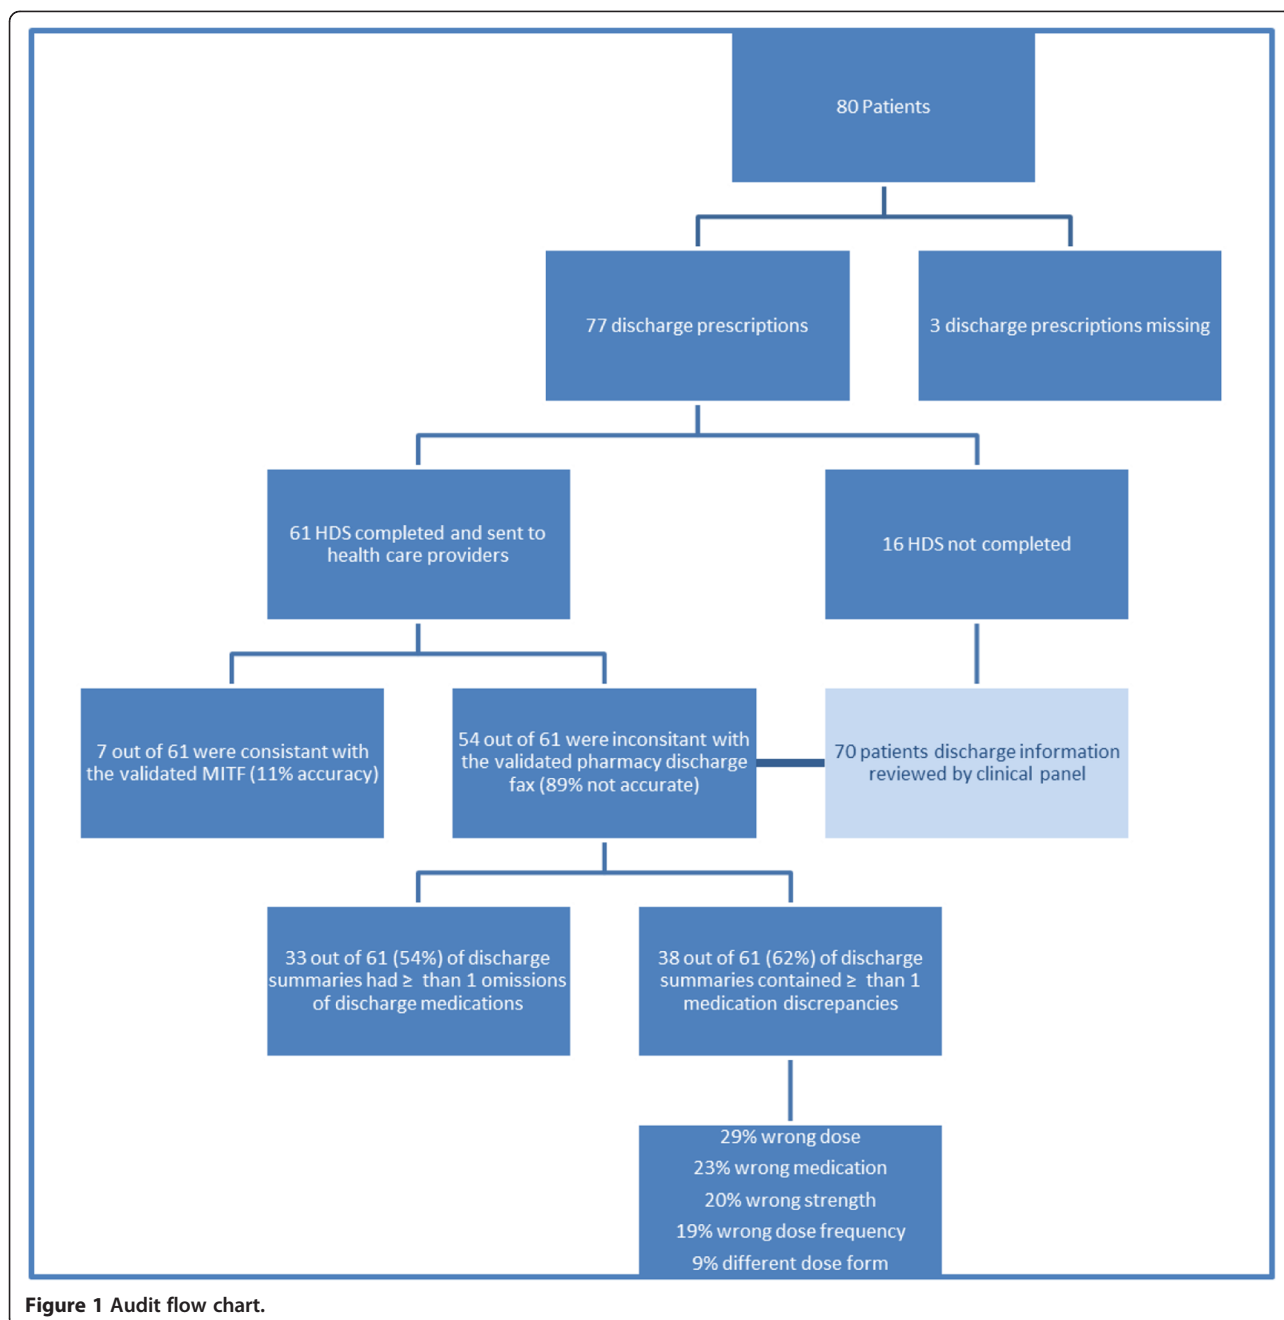 80 Patients
77 discharge prescriptions
3 discharge prescriptions missing
61 HDS completed and sent to
health care providers
16 HDS not completed
7 out of 61 were consistant with
the validated MITF (11% accuracy)
54 out of 61 were inconsitant with
the validated pharmacy discharge
fax (89% not accurate)
70 patients discharge information
reviewed by clinical panel
33 out of 61 (54%) of discharge
summaries had ≥ than 1 omissions
of discharge medications
38 out of 61 (62%) of discharge
summaries contained ≥ than 1
medication discrepancies
29% wrong dose
23% wrong medication
20% wrong strength
19% wrong dose frequency
9% different dose form
Figure 1 Audit flow chart.